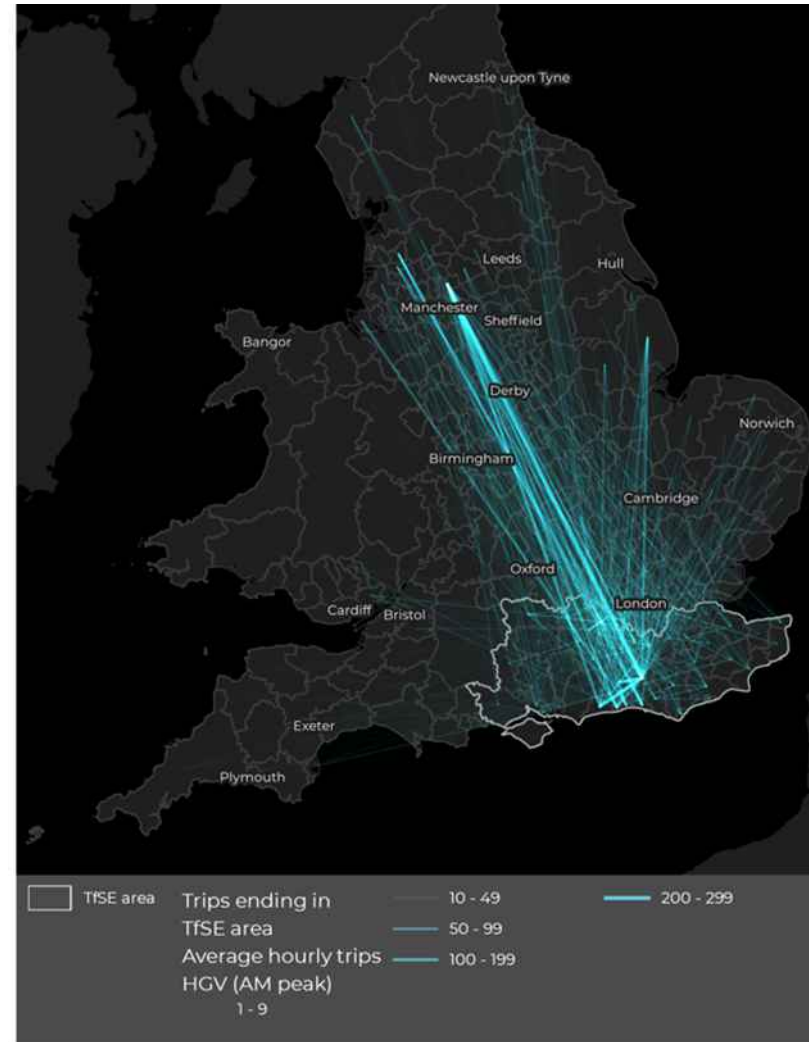 Newcastle upon Tyne
Leeds
Hull
Manchester
Sheffield
Bangor
Derby
Norwich
Birmingham
Cambridge
Oxford
London
Cardiff
Bristol
Exeter
Plymouth
TfSE area
Trips ending in
TfSE area
Average hourly trips
HGV (AM peak)
1 - 9
10 - 49
50 - 99
100 - 199
200 - 299